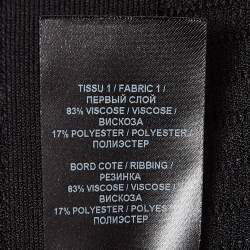 TISSU 1 / FABRIC 1 /
ПЕРВЫЙ СЛОЙ
83% VISCOSE / VISCOSE /
ВИСКОЗА
17% POLYESTER / POLYESTER /
ПОЛИЭСТЕР
BORD COTE / RIBBING /
РЕЗИНКА
83% VISCOSE / VISCOSE /
ВИСКОЗА
17% POLYESTER / POLYESTER /
ПОЛИЭСТЕР